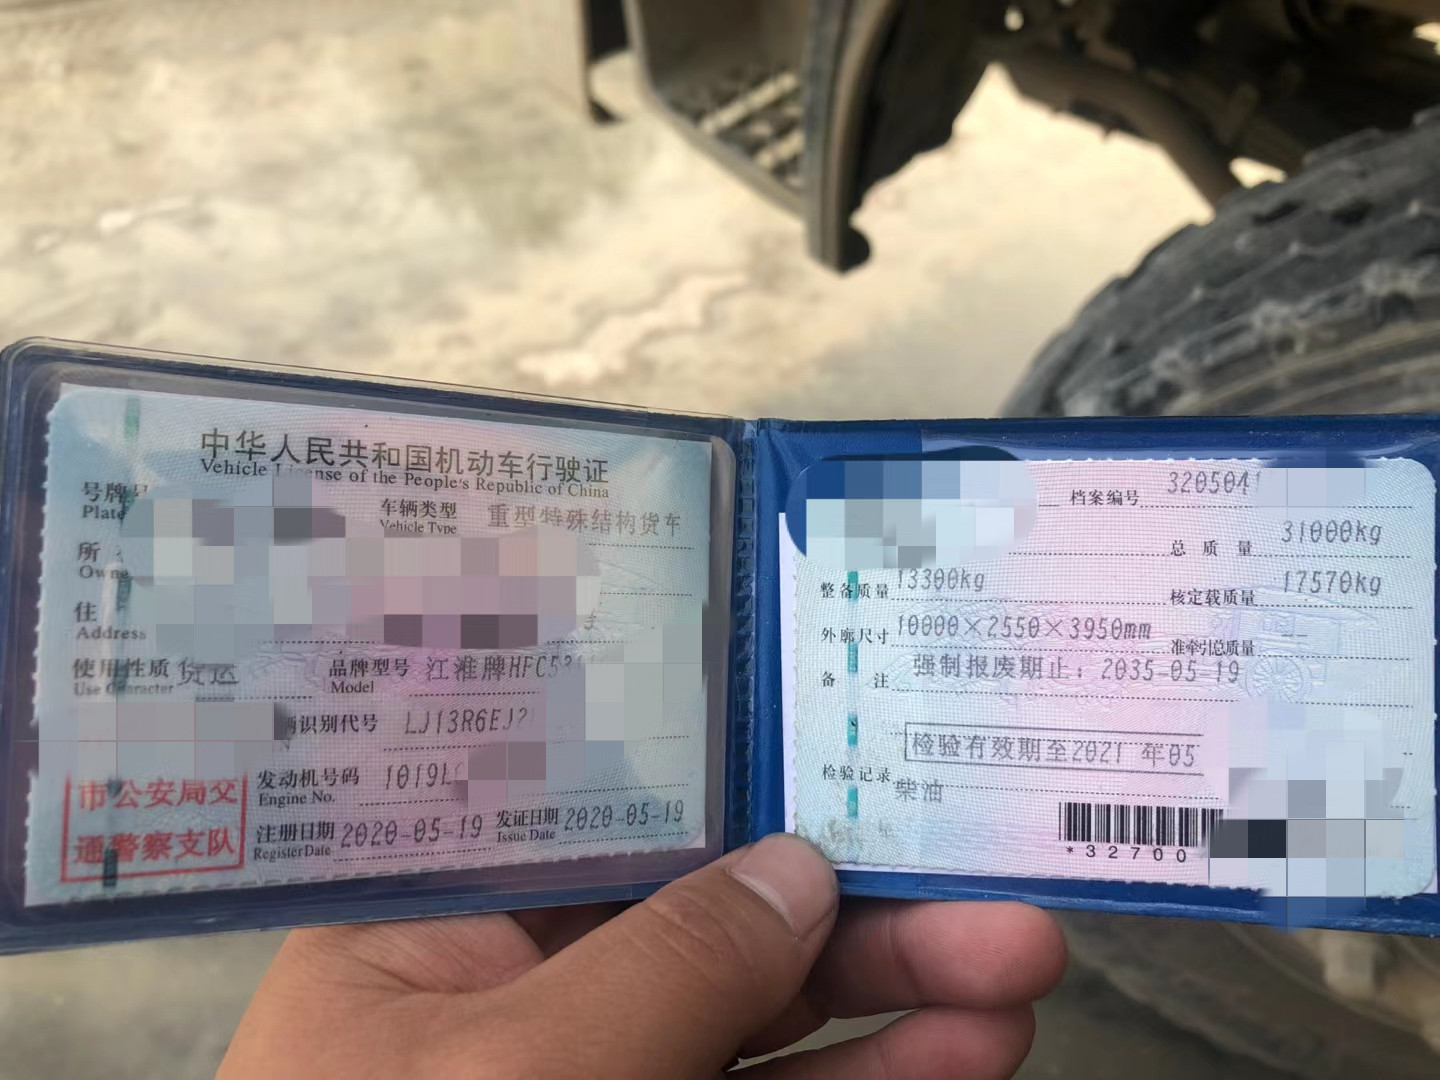 中华人民共和国机动车行驶证
Vehicle License of the People's Republic of China
号牌号
Plate
车辆类型
Vehicle Type
重型特殊结构货车
所
Owne
住
Address
使用性质 货运
Use Character
品牌型号 江淮牌HFC53
Model
识别代号 LJ13R6EJ2
发动机号码 1019L
Engine No.
市公安局交
通警察支队
注册日期 2020-05-19
Register Date
发证日期 2020-05-19
Issue Date
档案编号 3205041
总质量 31000kg
整备质量 13300kg
核定载质量 17570kg
外廓尺寸 10000×2550×3950mm
准牵引总质量 --
备注 强制报废期止：2035-05-19
检验有效期至2021 年05
检验记录
柴油
*32700